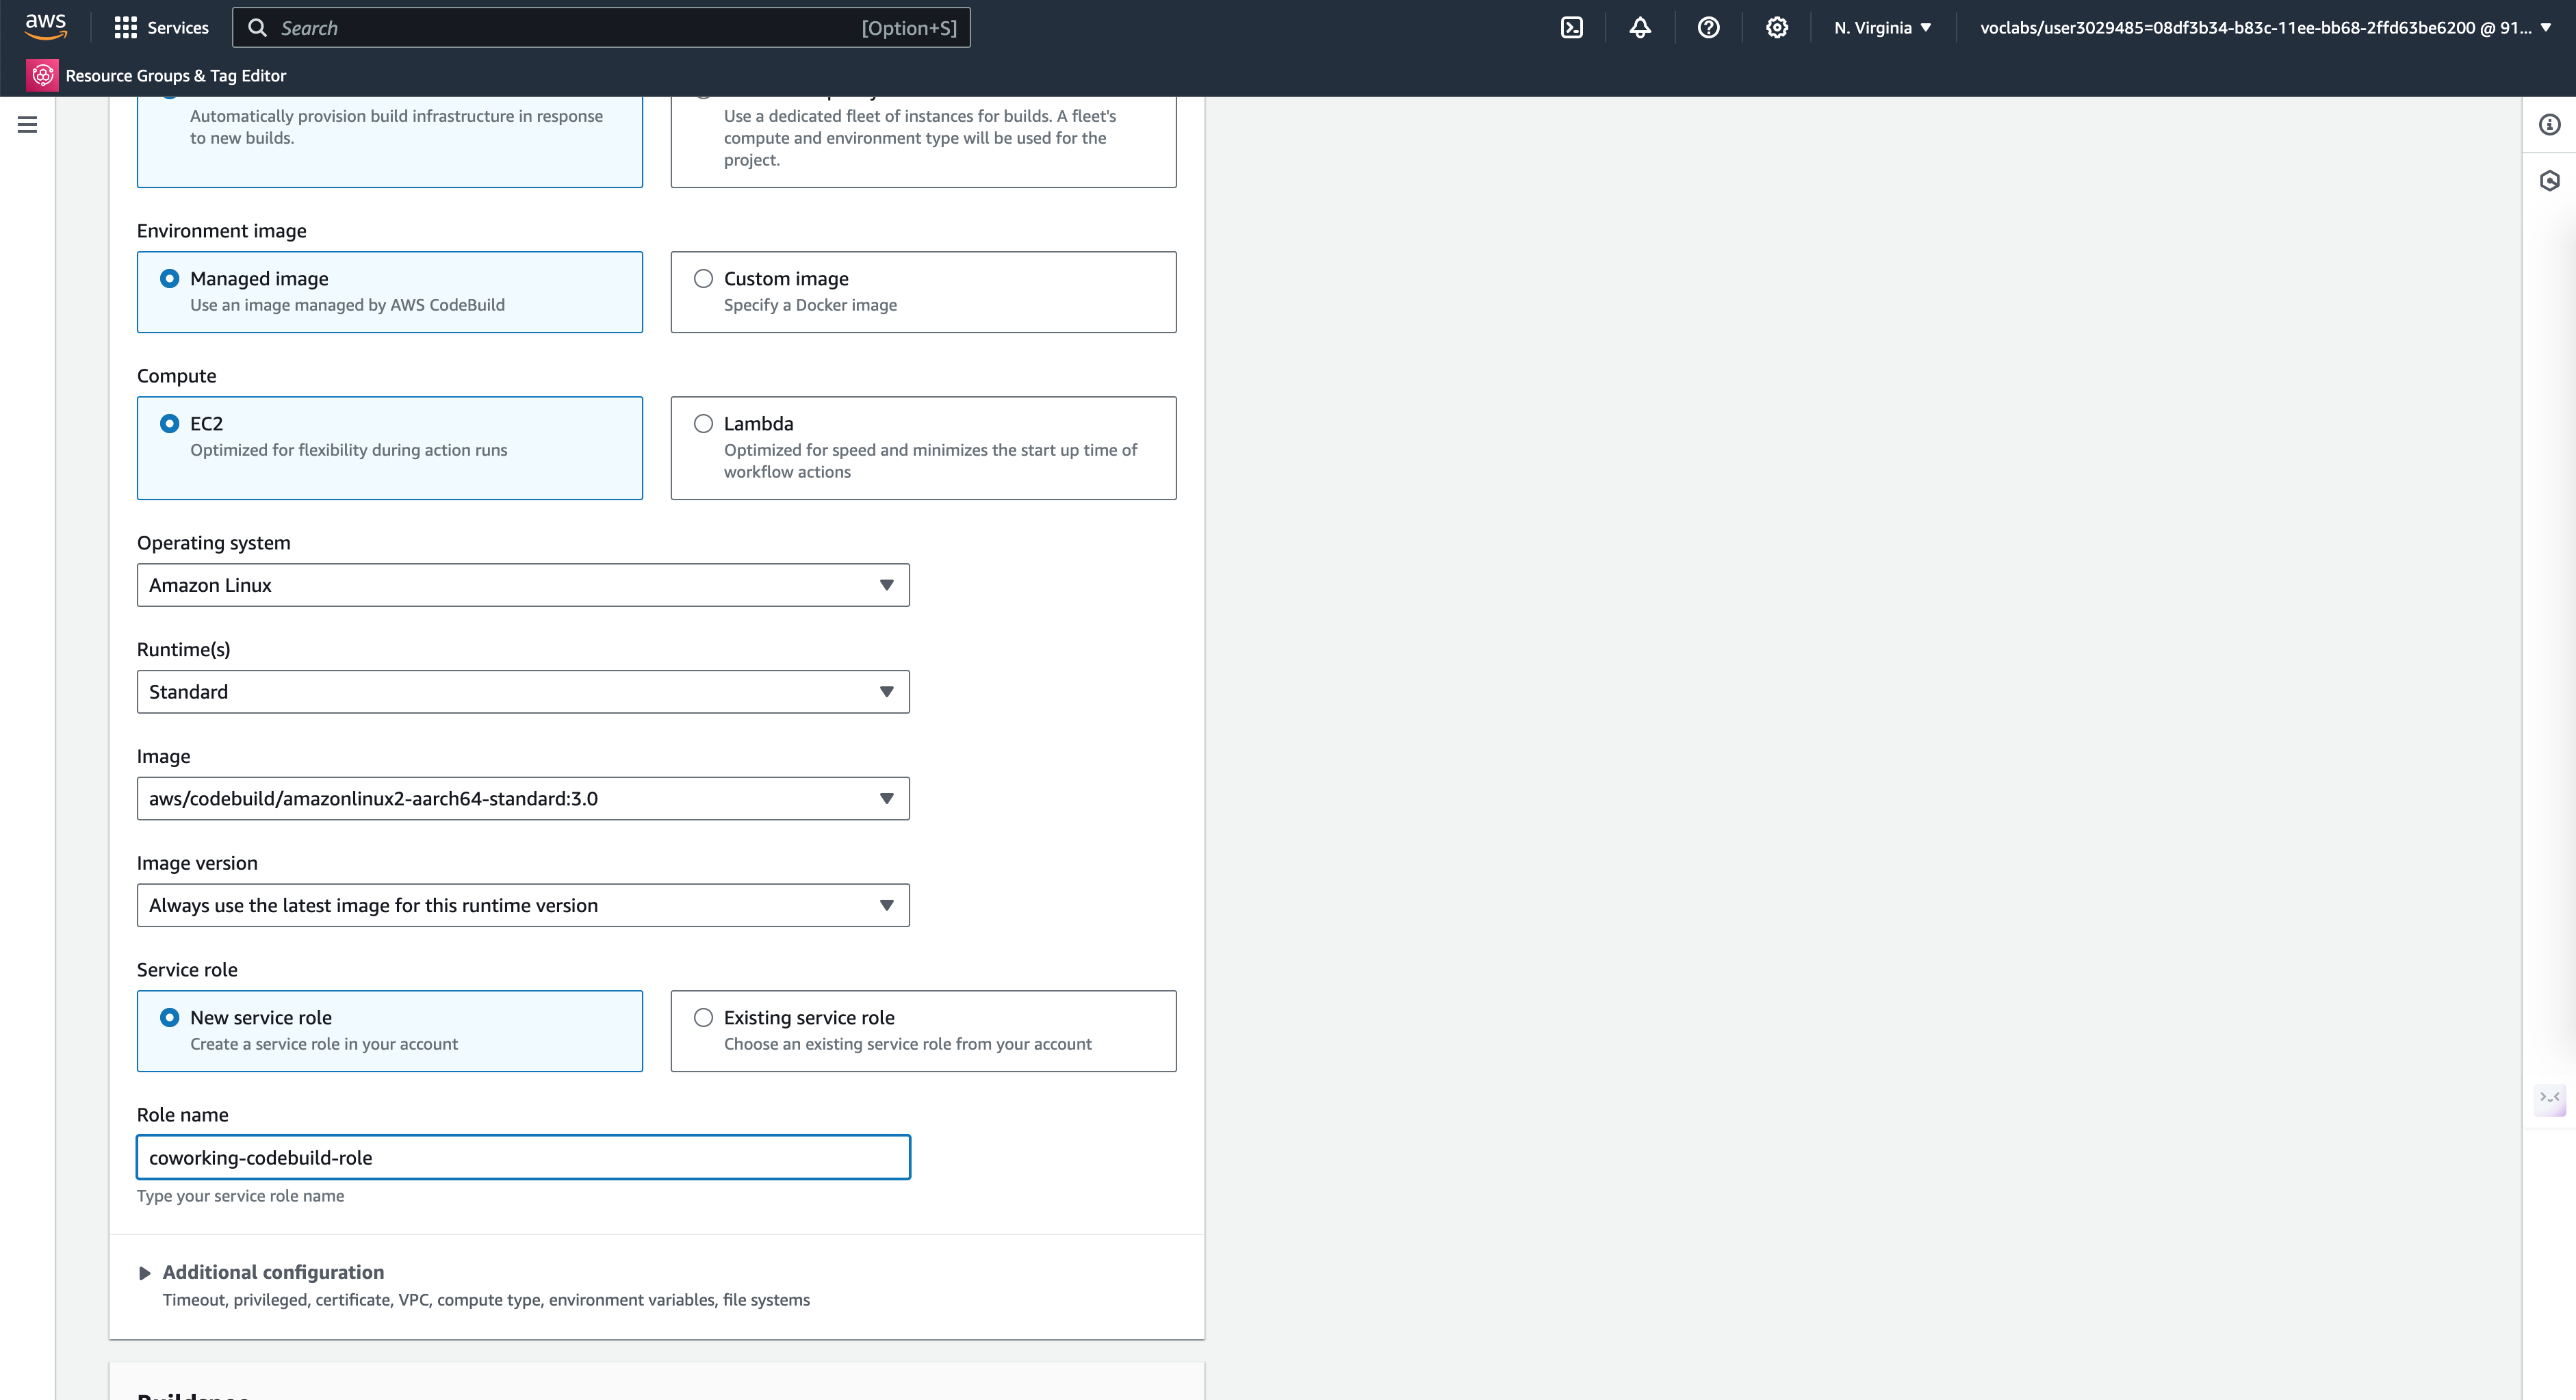 aws
Services
Search
[Option+S]
N. Virginia
voclabs/user3029485=08df3b34-b83c-11ee-bb68-2ffd63be6200 @ 91...
Resource Groups & Tag Editor
Automatically provision build infrastructure in response
to new builds.
Use a dedicated fleet of instances for builds. A fleet's
compute and environment type will be used for the
project.
Environment image
Managed image
Use an image managed by AWS CodeBuild
Custom image
Specify a Docker image
Compute
EC2
Optimized for flexibility during action runs
Lambda
Optimized for speed and minimizes the start up time of
workflow actions
Operating system
Amazon Linux
Runtime(s)
Standard
Image
aws/codebuild/amazonlinux2-aarch64-standard:3.0
Image version
Always use the latest image for this runtime version
Service role
New service role
Create a service role in your account
Existing service role
Choose an existing service role from your account
Role name
coworking-codebuild-role
Type your service role name
Additional configuration
Timeout, privileged, certificate, VPC, compute type, environment variables, file systems